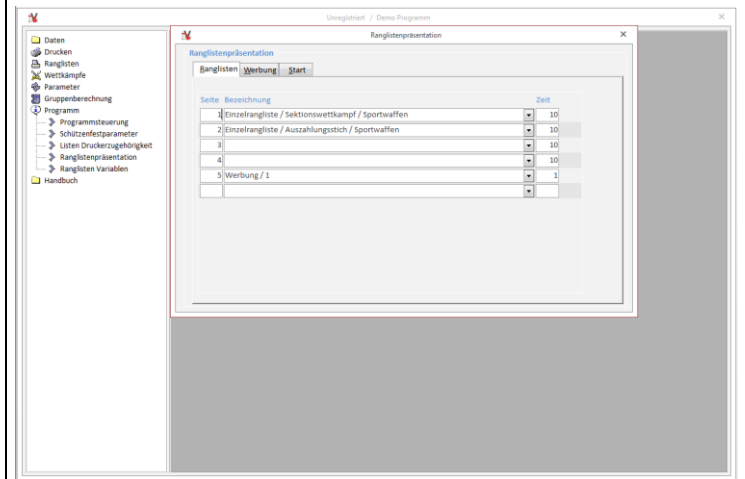 Unregistriert / Demo Programm
Daten
Drucken
Ranglisten
Wettkämpfe
Parameter
Gruppenberechnung
Programm
Programmsteuerung
Schützenfestparameter
Listen Druckerzugehörigkeit
Ranglistenpräsentation
Ranglisten Variablen
Handbuch
Ranglistenpräsentation
Ranglistenpräsentation
Ranglisten Werbung Start
Seite Bezeichnung Zeit
1 Einzelrangliste / Sektionswettkampf / Sportwaffen 10
2 Einzelrangliste / Auszahlungsstich / Sportwaffen 10
3 10
4 10
5 Werbung / 1 1